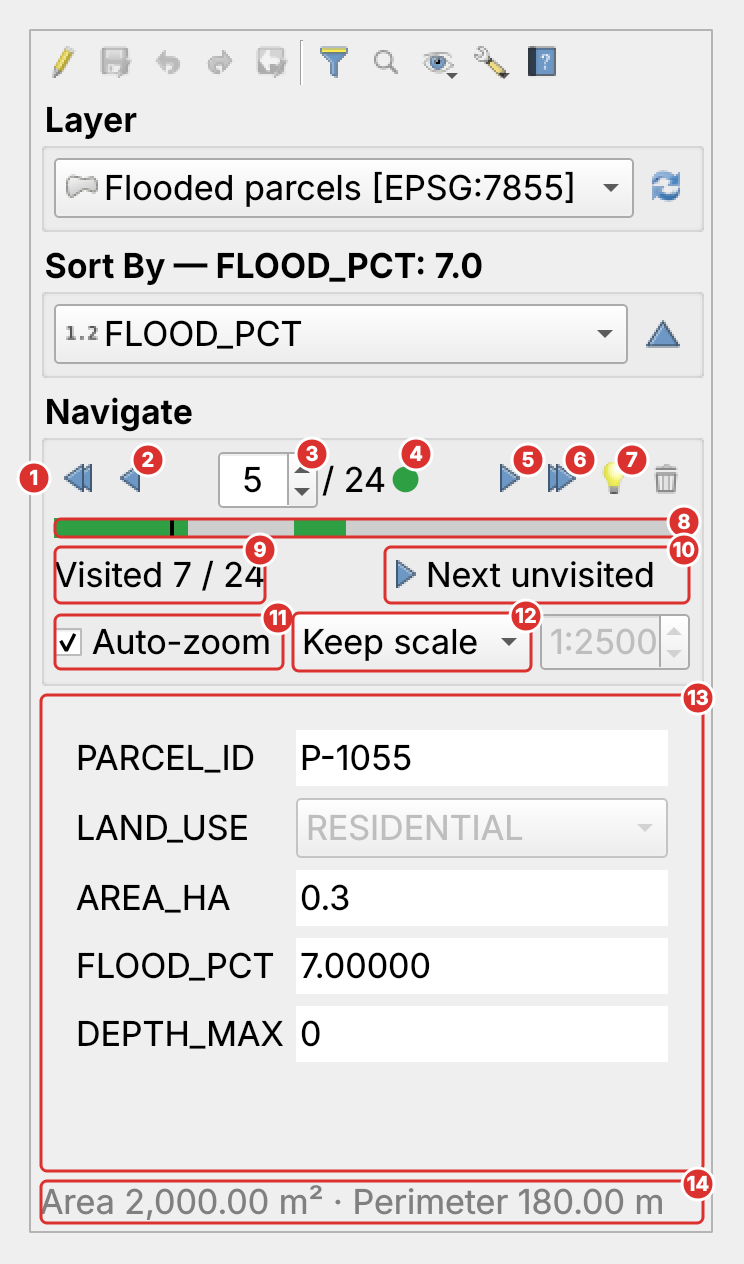 ?
Layer
Flooded parcels [EPSG:7855]
Sort By — FLOOD_PCT: 7.0
1.2 FLOOD_PCT
Navigate
1 2 5 3 / 24 4 5 6 7
8
Visited 7 / 24 9 Next unvisited 10
Auto-zoom 11 Keep scale 12 1:2500
13
PARCEL_ID P-1055
LAND_USE RESIDENTIAL
AREA_HA 0.3
FLOOD_PCT 7.00000
DEPTH_MAX 0
14
Area 2,000.00 m² · Perimeter 180.00 m